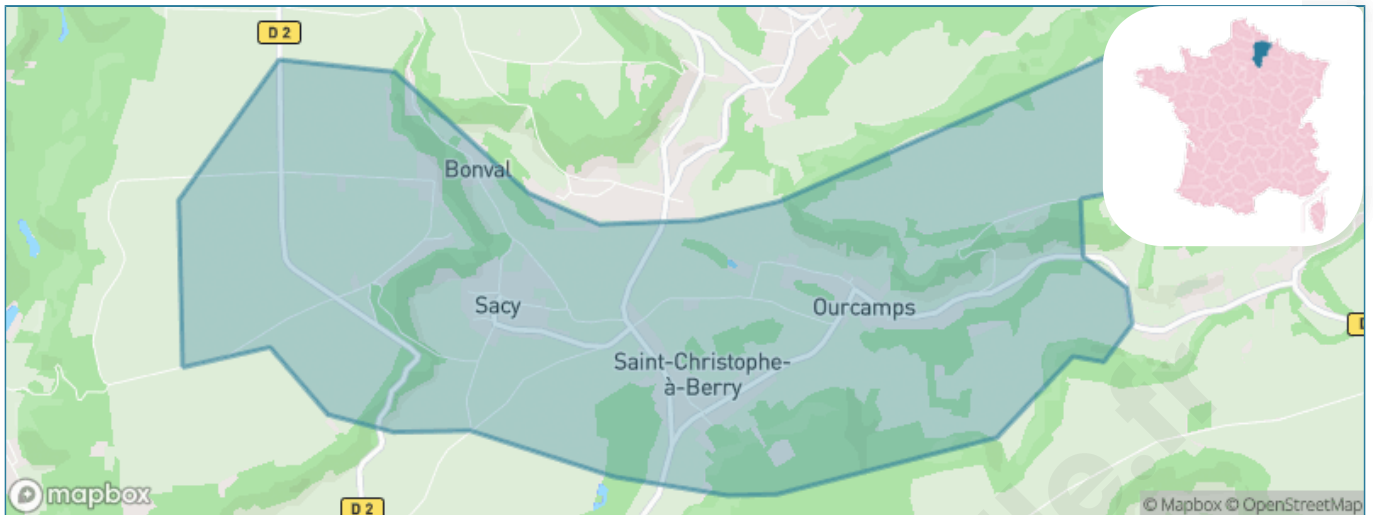 D 2
Bonval
Sacy
Ourcamps
Saint-Christophe-
à-Berry
mapbox
D 2
© Mapbox © OpenStreetMap